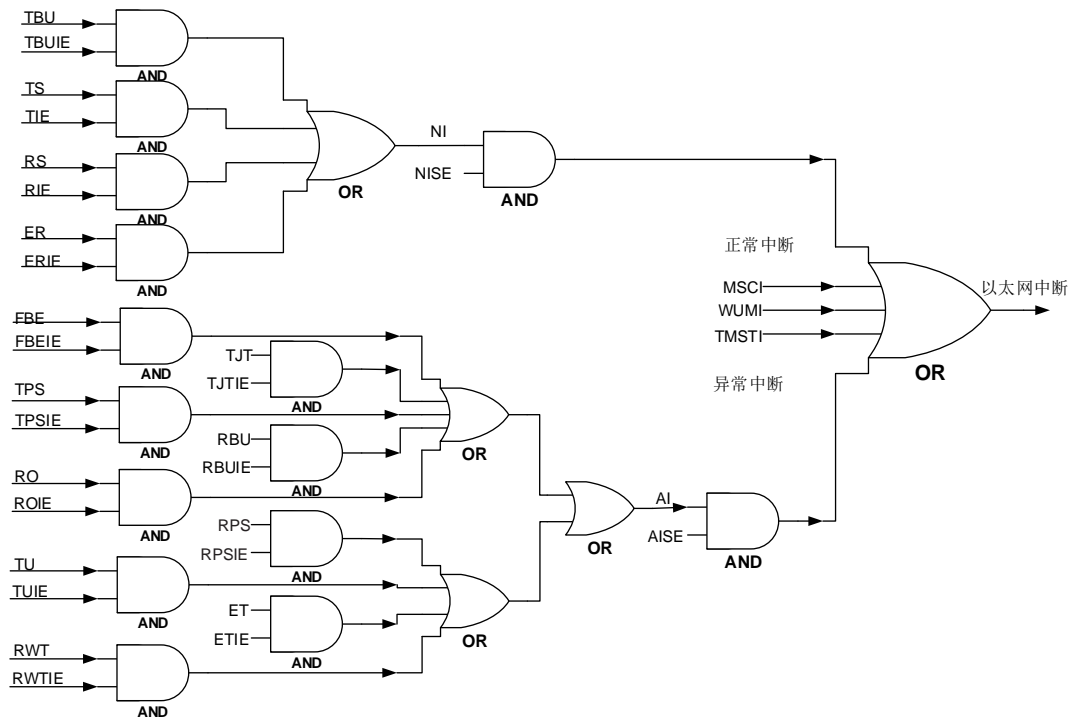 TBU
TBUIE
AND
TS
TIE
AND
RS
RIE
AND
ER
ERIE
AND
OR
NI
NISE
AND
正常中断
MSCI
WUMI
TMSTI
异常中断
OR
以太网中断
FBE
FBEIE
AND
TJT
TJTIE
AND
TPS
TPSIE
AND
RBU
RBUIE
AND
OR
RO
ROIE
AND
RPS
RPSIE
AND
OR
AI
AISE
AND
TU
TUIE
AND
ET
ETIE
AND
OR
RWT
RWTIE
AND